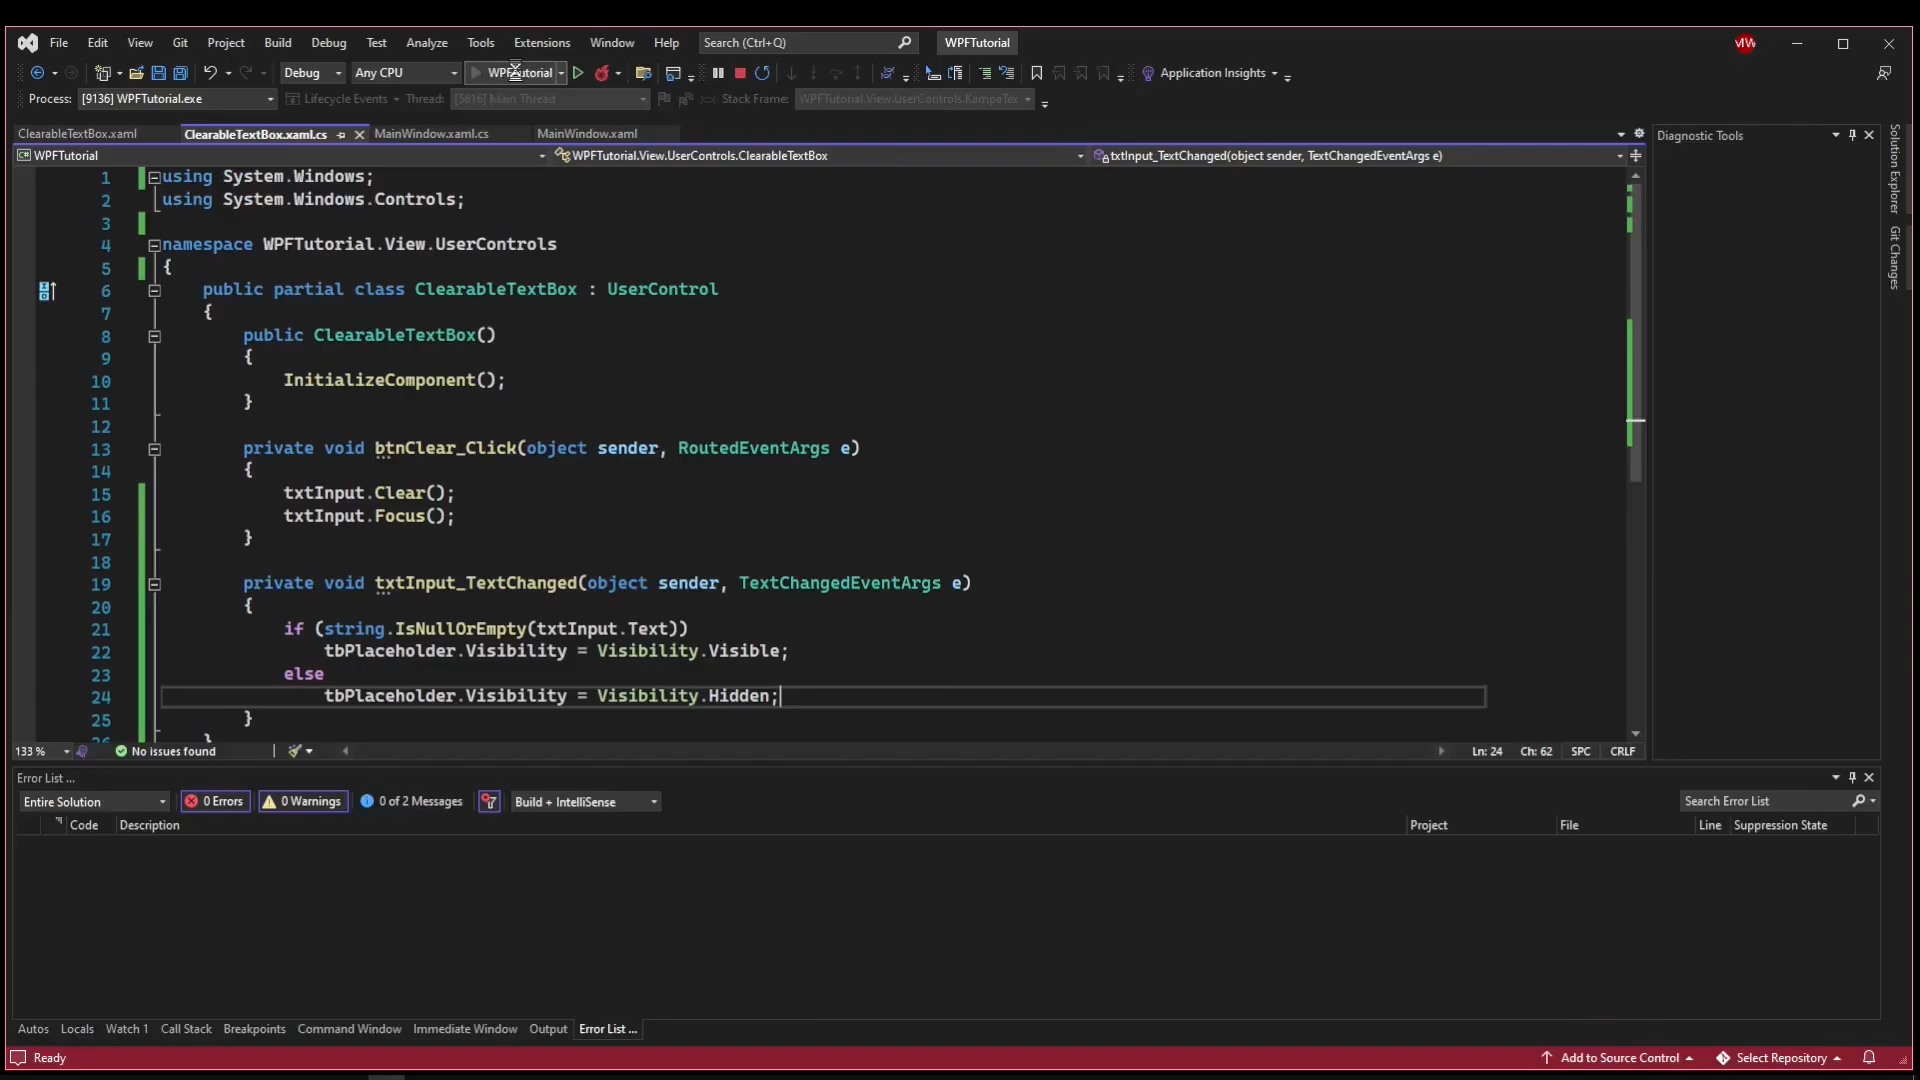 File Edit View Git Project Build Debug Test Analyze Tools Extensions Window Help Search (Ctrl+Q) WPFTutorial MW
Debug Any CPU WPFTutorial Application Insights
Process: [9136] WPFTutorial.exe Lifecycle Events Thread: [5816] Main Thread Stack Frame: WPFTutorial.View.UserControls.KampaTex
ClearableTextBox.xaml ClearableTextBox.xaml.cs MainWindow.xaml.cs MainWindow.xaml Diagnostic Tools
WPFTutorial WPFTutorial.View.UserControls.ClearableTextBox txtInput_TextChanged(object sender, TextChangedEventArgs e)
1 using System.Windows;
2 using System.Windows.Controls;
3
4 namespace WPFTutorial.View.UserControls
5 {
6 public partial class ClearableTextBox : UserControl
7 {
8 public ClearableTextBox()
9 {
10 InitializeComponent();
11 }
12
13 private void btnClear_Click(object sender, RoutedEventArgs e)
14 {
15 txtInput.Clear();
16 txtInput.Focus();
17 }
18
19 private void txtInput_TextChanged(object sender, TextChangedEventArgs e)
20 {
21 if (string.IsNullOrEmpty(txtInput.Text))
22 tbPlaceholder.Visibility = Visibility.Visible;
23 else
24 tbPlaceholder.Visibility = Visibility.Hidden;
25 }
26 }
Solution Explorer
Git Changes
133 % No issues found Ln: 24 Ch: 62 SPC CRLF
Error List ...
Entire Solution 0 Errors 0 Warnings 0 of 2 Messages Build + IntelliSense Search Error List
Code Description Project File Line Suppression State
Autos Locals Watch 1 Call Stack Breakpoints Command Window Immediate Window Output Error List ...
Ready Add to Source Control Select Repository